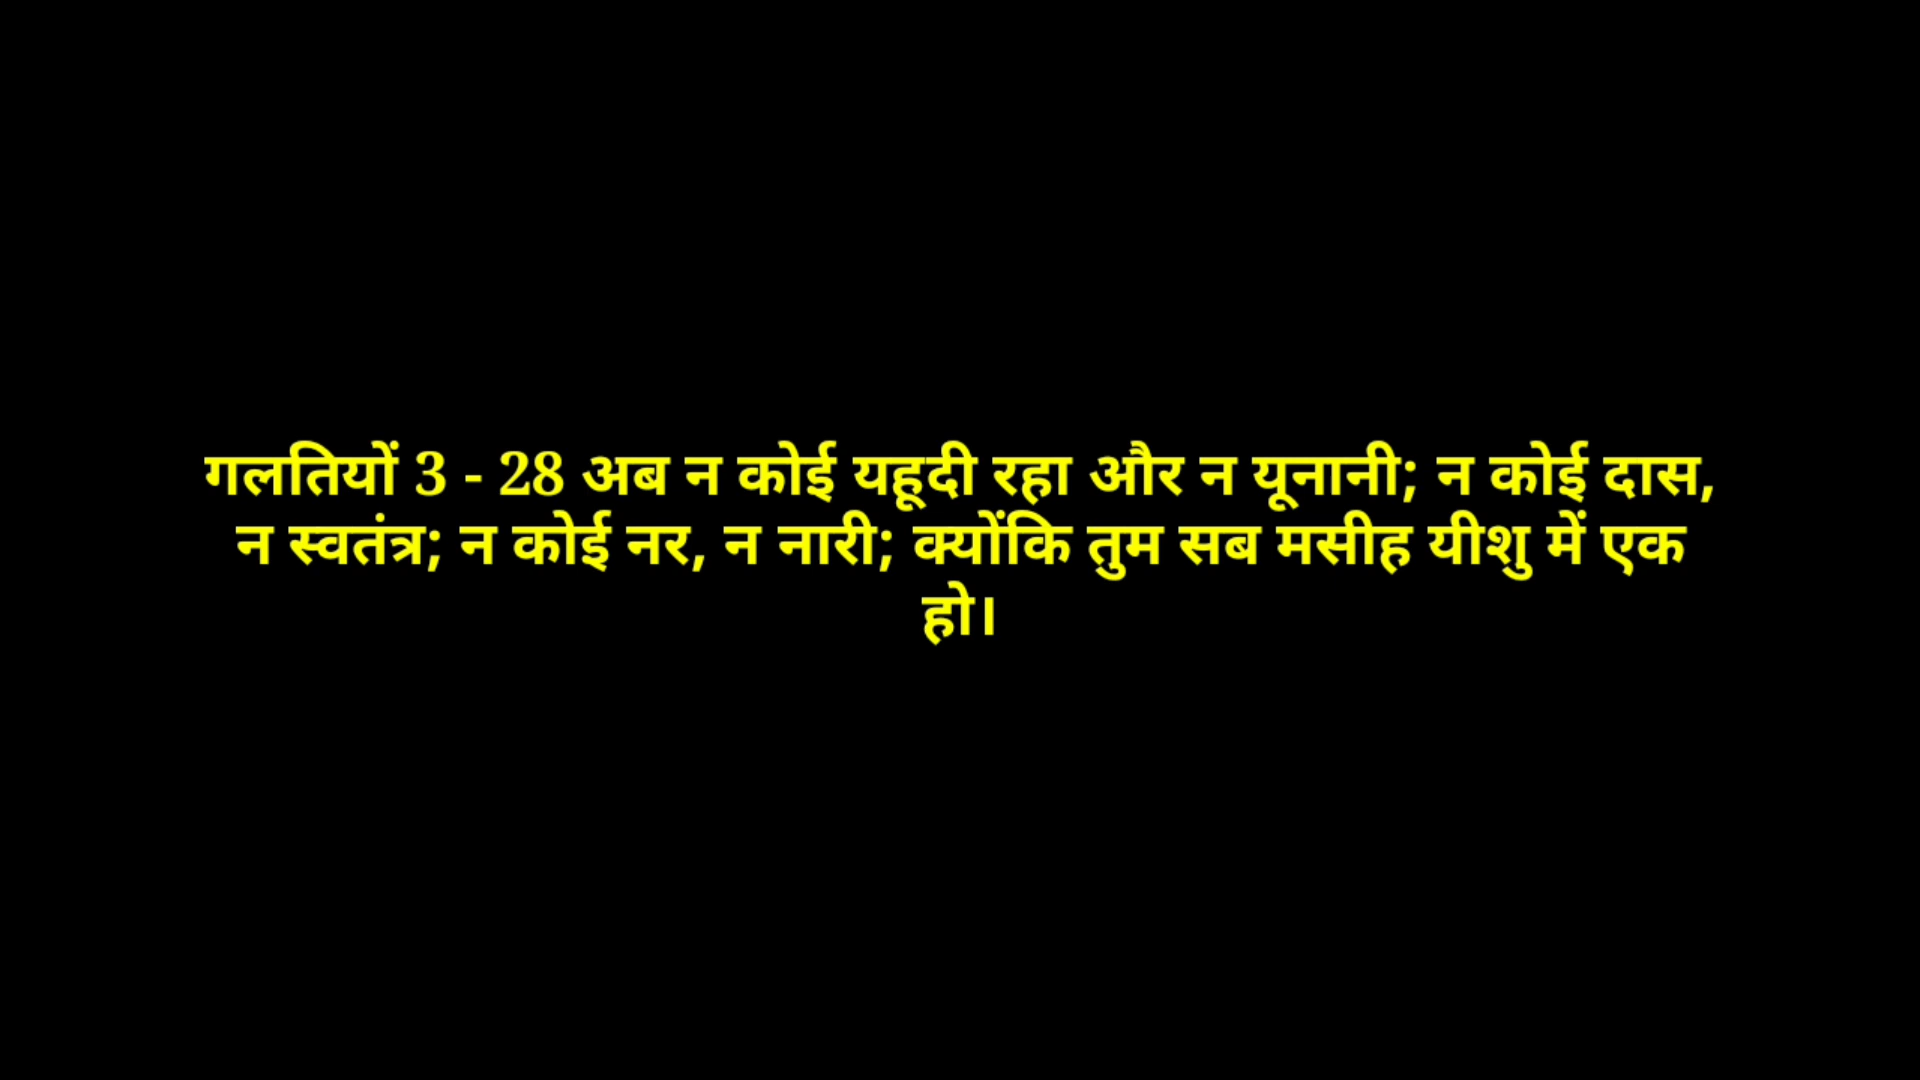 गलतियों 3 - 28 अब न कोई यहूदी रहा और न यूनानी; न कोई दास,
न स्वतंत्र; न कोई नर, न नारी; क्योंकि तुम सब मसीह यीशु में एक
हो।